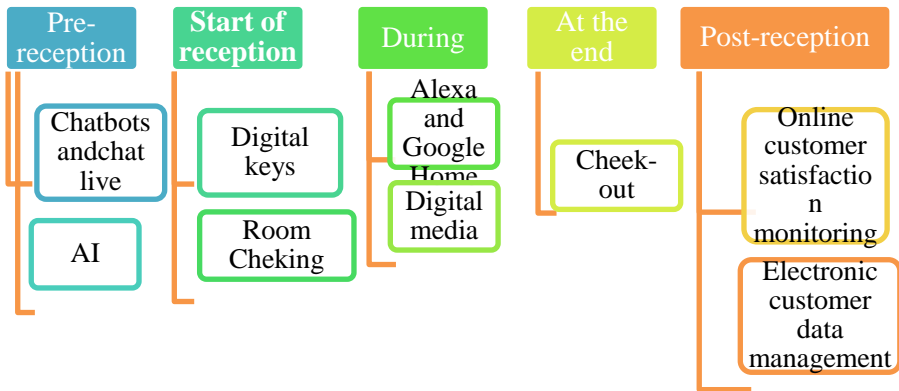 Pre-
reception
Chatbots
andchat
live
AI
Start of
reception
Digital
keys
Room
Cheking
During
Alexa
and
Google
Home
Digital
media
At the
end
Cheek-
out
Post-reception
Online
customer
satisfactio
n
monitoring
Electronic
customer
data
management